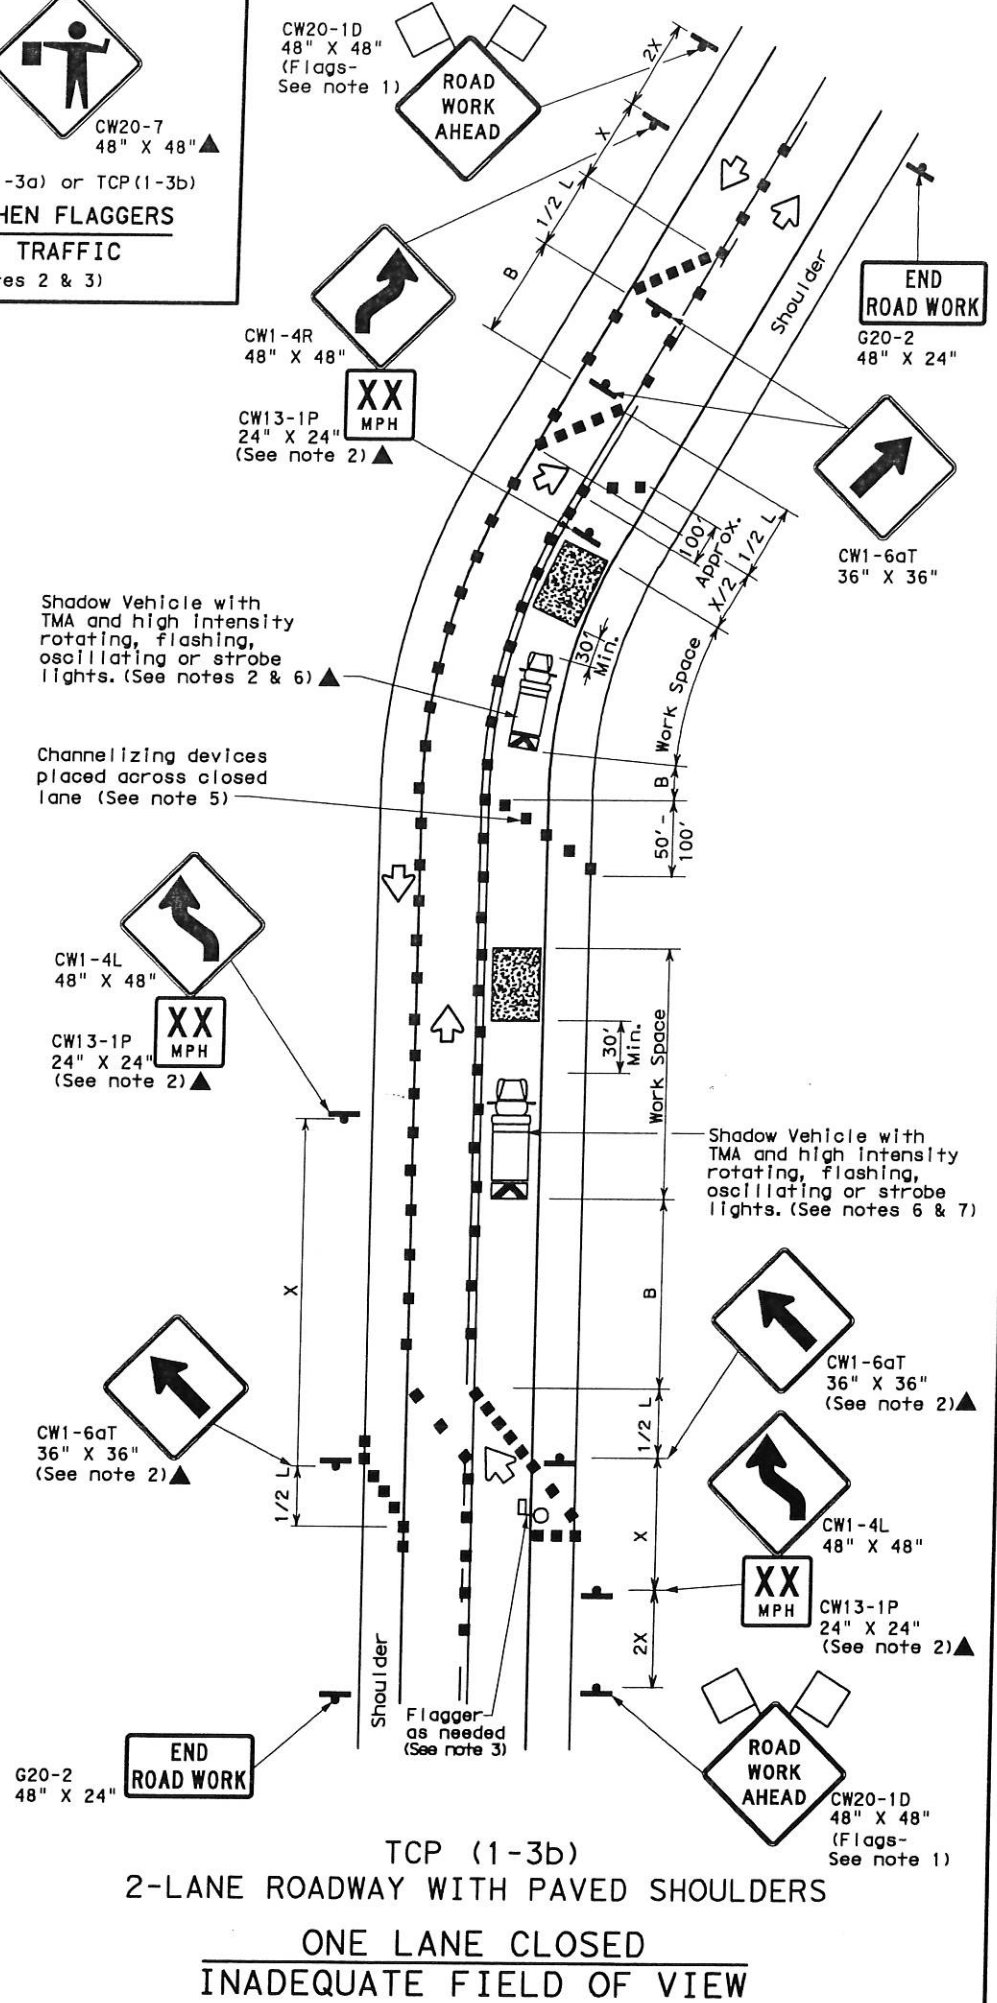 CW20-7
48" X 48"▲
-3a) or TCP(1-3b)
HEN FLAGGERS
TRAFFIC
es 2 & 3)
CW20-1D
48" X 48"
(Flags-
See note 1)
ROAD
WORK
AHEAD
2X
X
1/2 L
B
CW1-4R
48" X 48"
XX
MPH
CW13-1P
24" X 24"
(See note 2)▲
Shoulder
END
ROAD WORK
G20-2
48" X 24"
CW1-6aT
36" X 36"
100'
Approx.
1/2 L
X/2
30'
Min.
Work Space
B
50'-
100'
Shadow Vehicle with
TMA and high intensity
rotating, flashing,
oscillating or strobe
lights. (See notes 2 & 6)▲
Channelizing devices
placed across closed
lane (See note 5)
CW1-4L
48" X 48"
XX
MPH
CW13-1P
24" X 24"
(See note 2)▲
30'
Min.
Work Space
Shadow Vehicle with
TMA and high intensity
rotating, flashing,
oscillating or strobe
lights. (See notes 6 & 7)
X
B
CW1-6aT
36" X 36"
(See note 2)▲
1/2 L
CW1-6aT
36" X 36"
(See note 2)▲
1/2 L
X
CW1-4L
48" X 48"
XX
MPH
CW13-1P
24" X 24"
(See note 2)▲
2X
Shoulder
Flagger
as needed
(See note 3)
END
ROAD WORK
G20-2
48" X 24"
ROAD
WORK
AHEAD
CW20-1D
48" X 48"
(Flags-
See note 1)
TCP (1-3b)
2-LANE ROADWAY WITH PAVED SHOULDERS
ONE LANE CLOSED
INADEQUATE FIELD OF VIEW